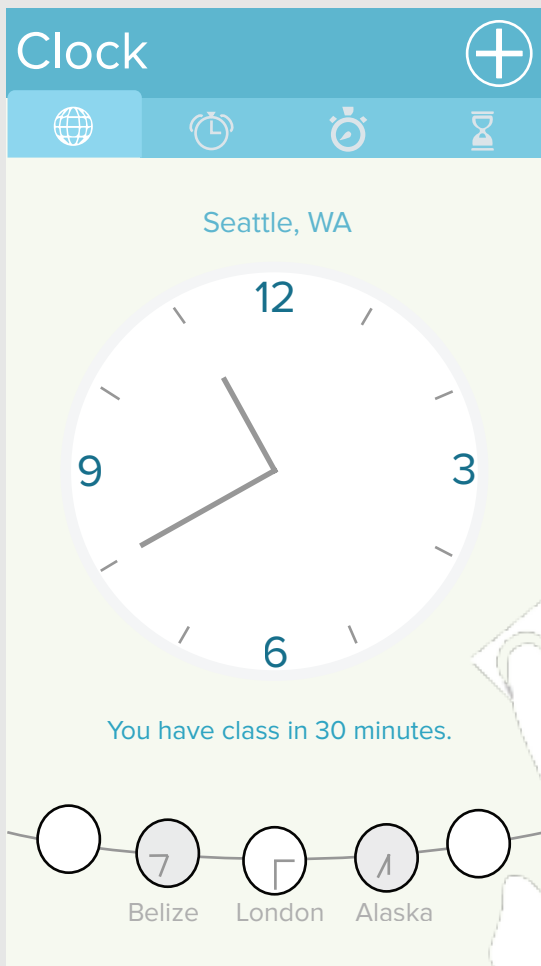 Clock
Seattle, WA
12
9
3
6
You have class in 30 minutes.
Belize London Alaska